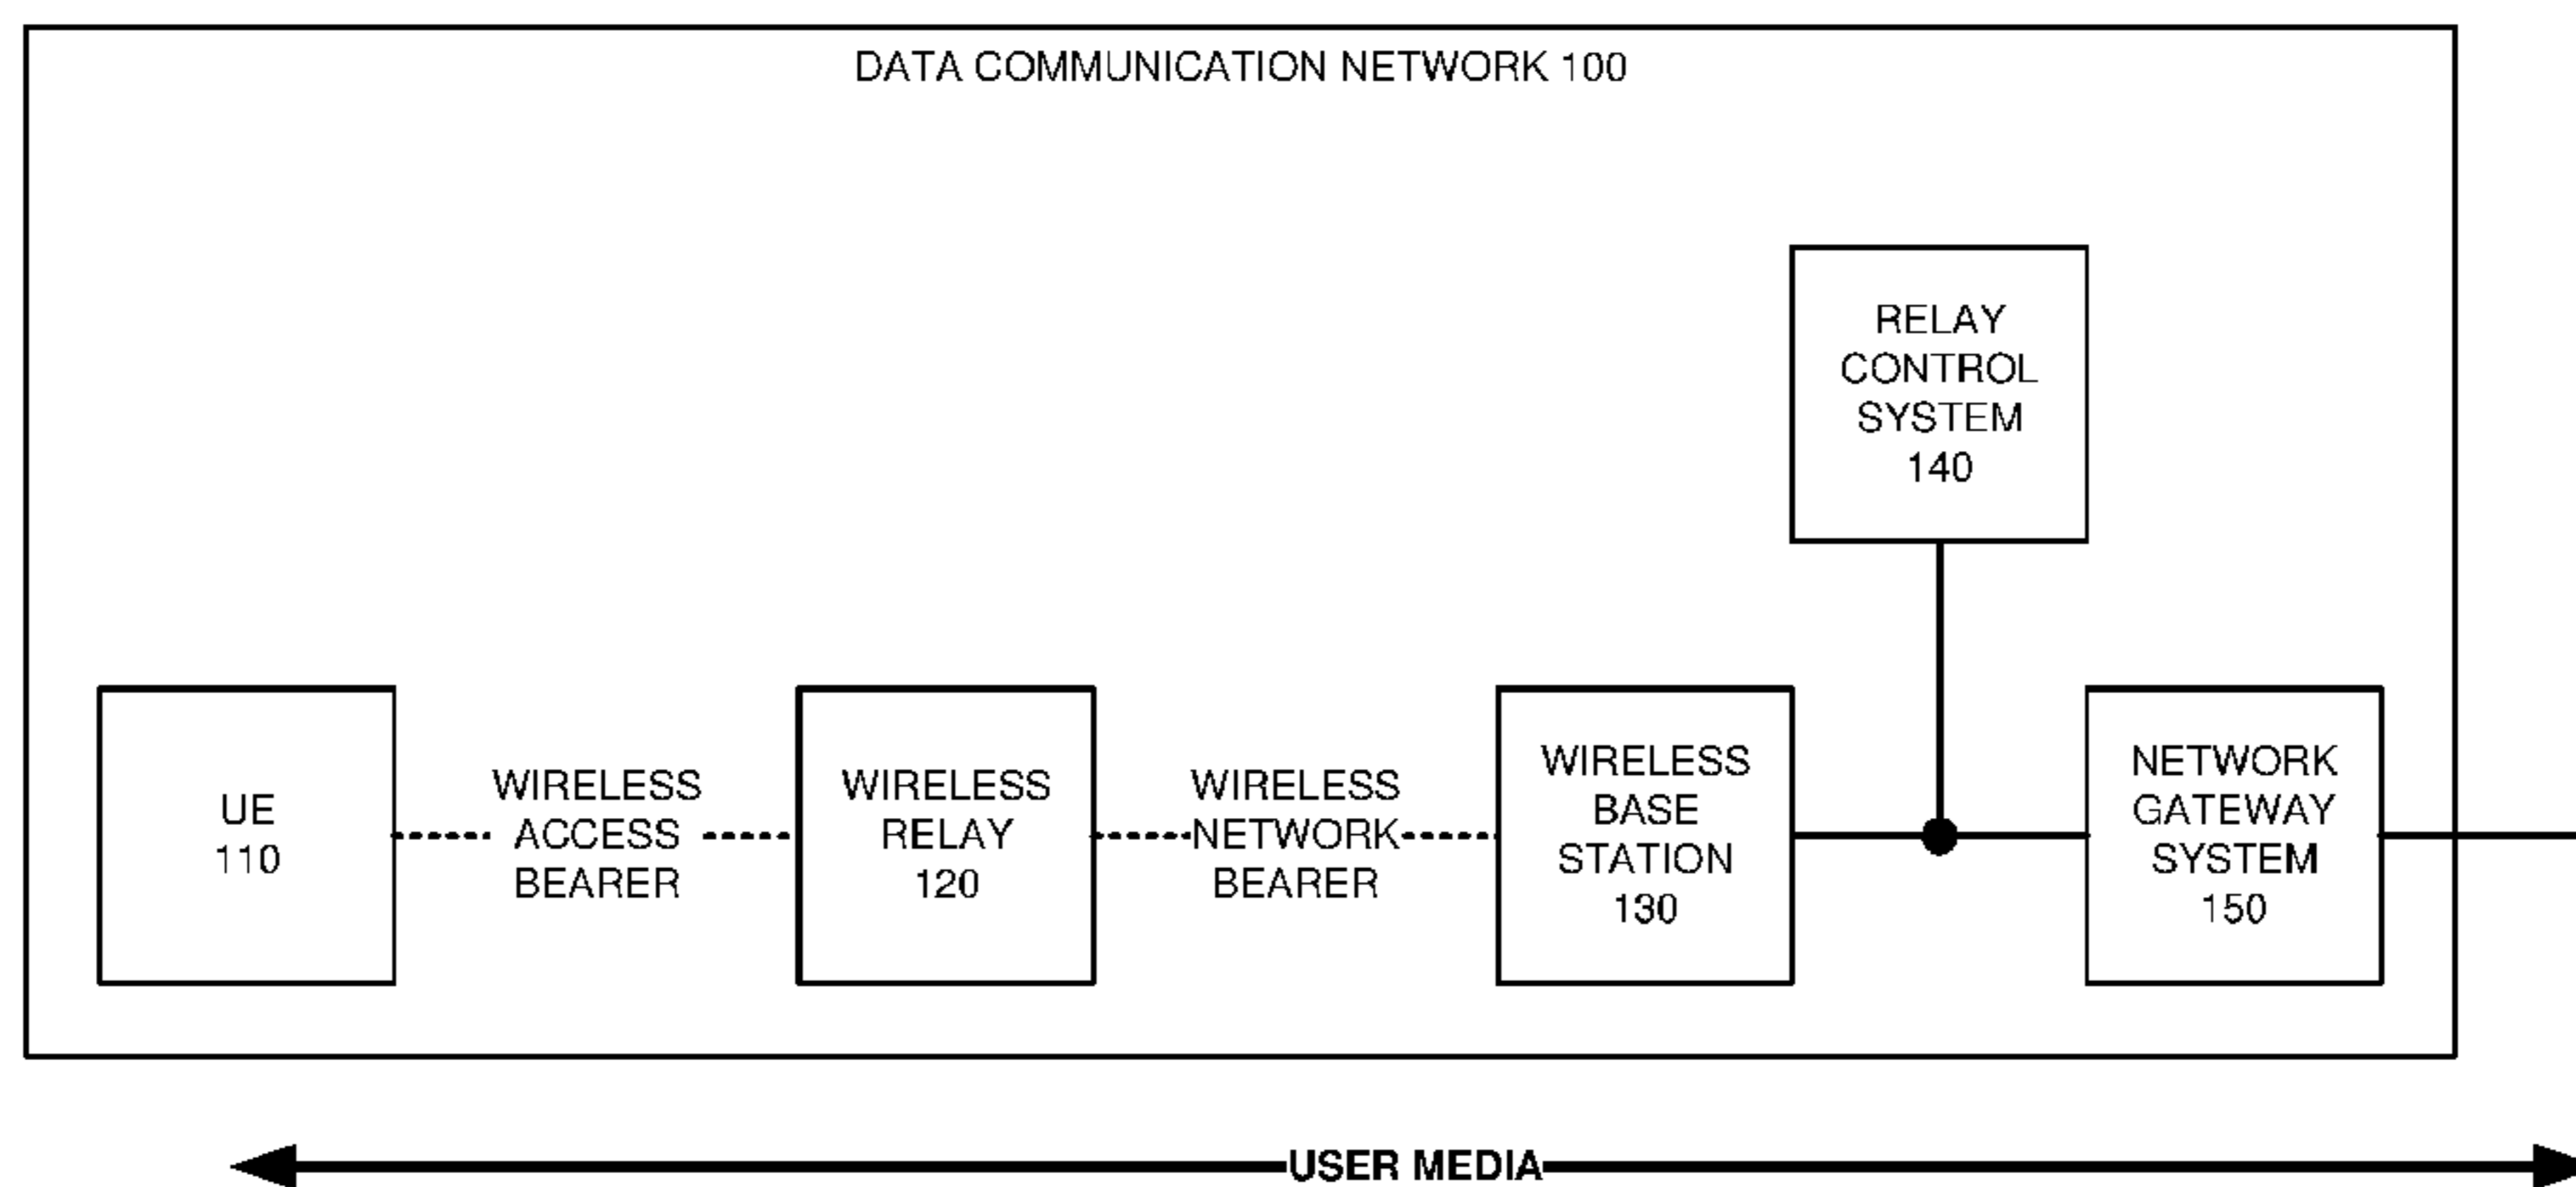 DATA COMMUNICATION NETWORK 100
RELAY
CONTROL
SYSTEM
140
UE
110
WIRELESS
ACCESS
BEARER
WIRELESS
RELAY
120
WIRELESS
NETWORK
BEARER
WIRELESS
BASE
STATION
130
NETWORK
GATEWAY
SYSTEM
150
USER MEDIA